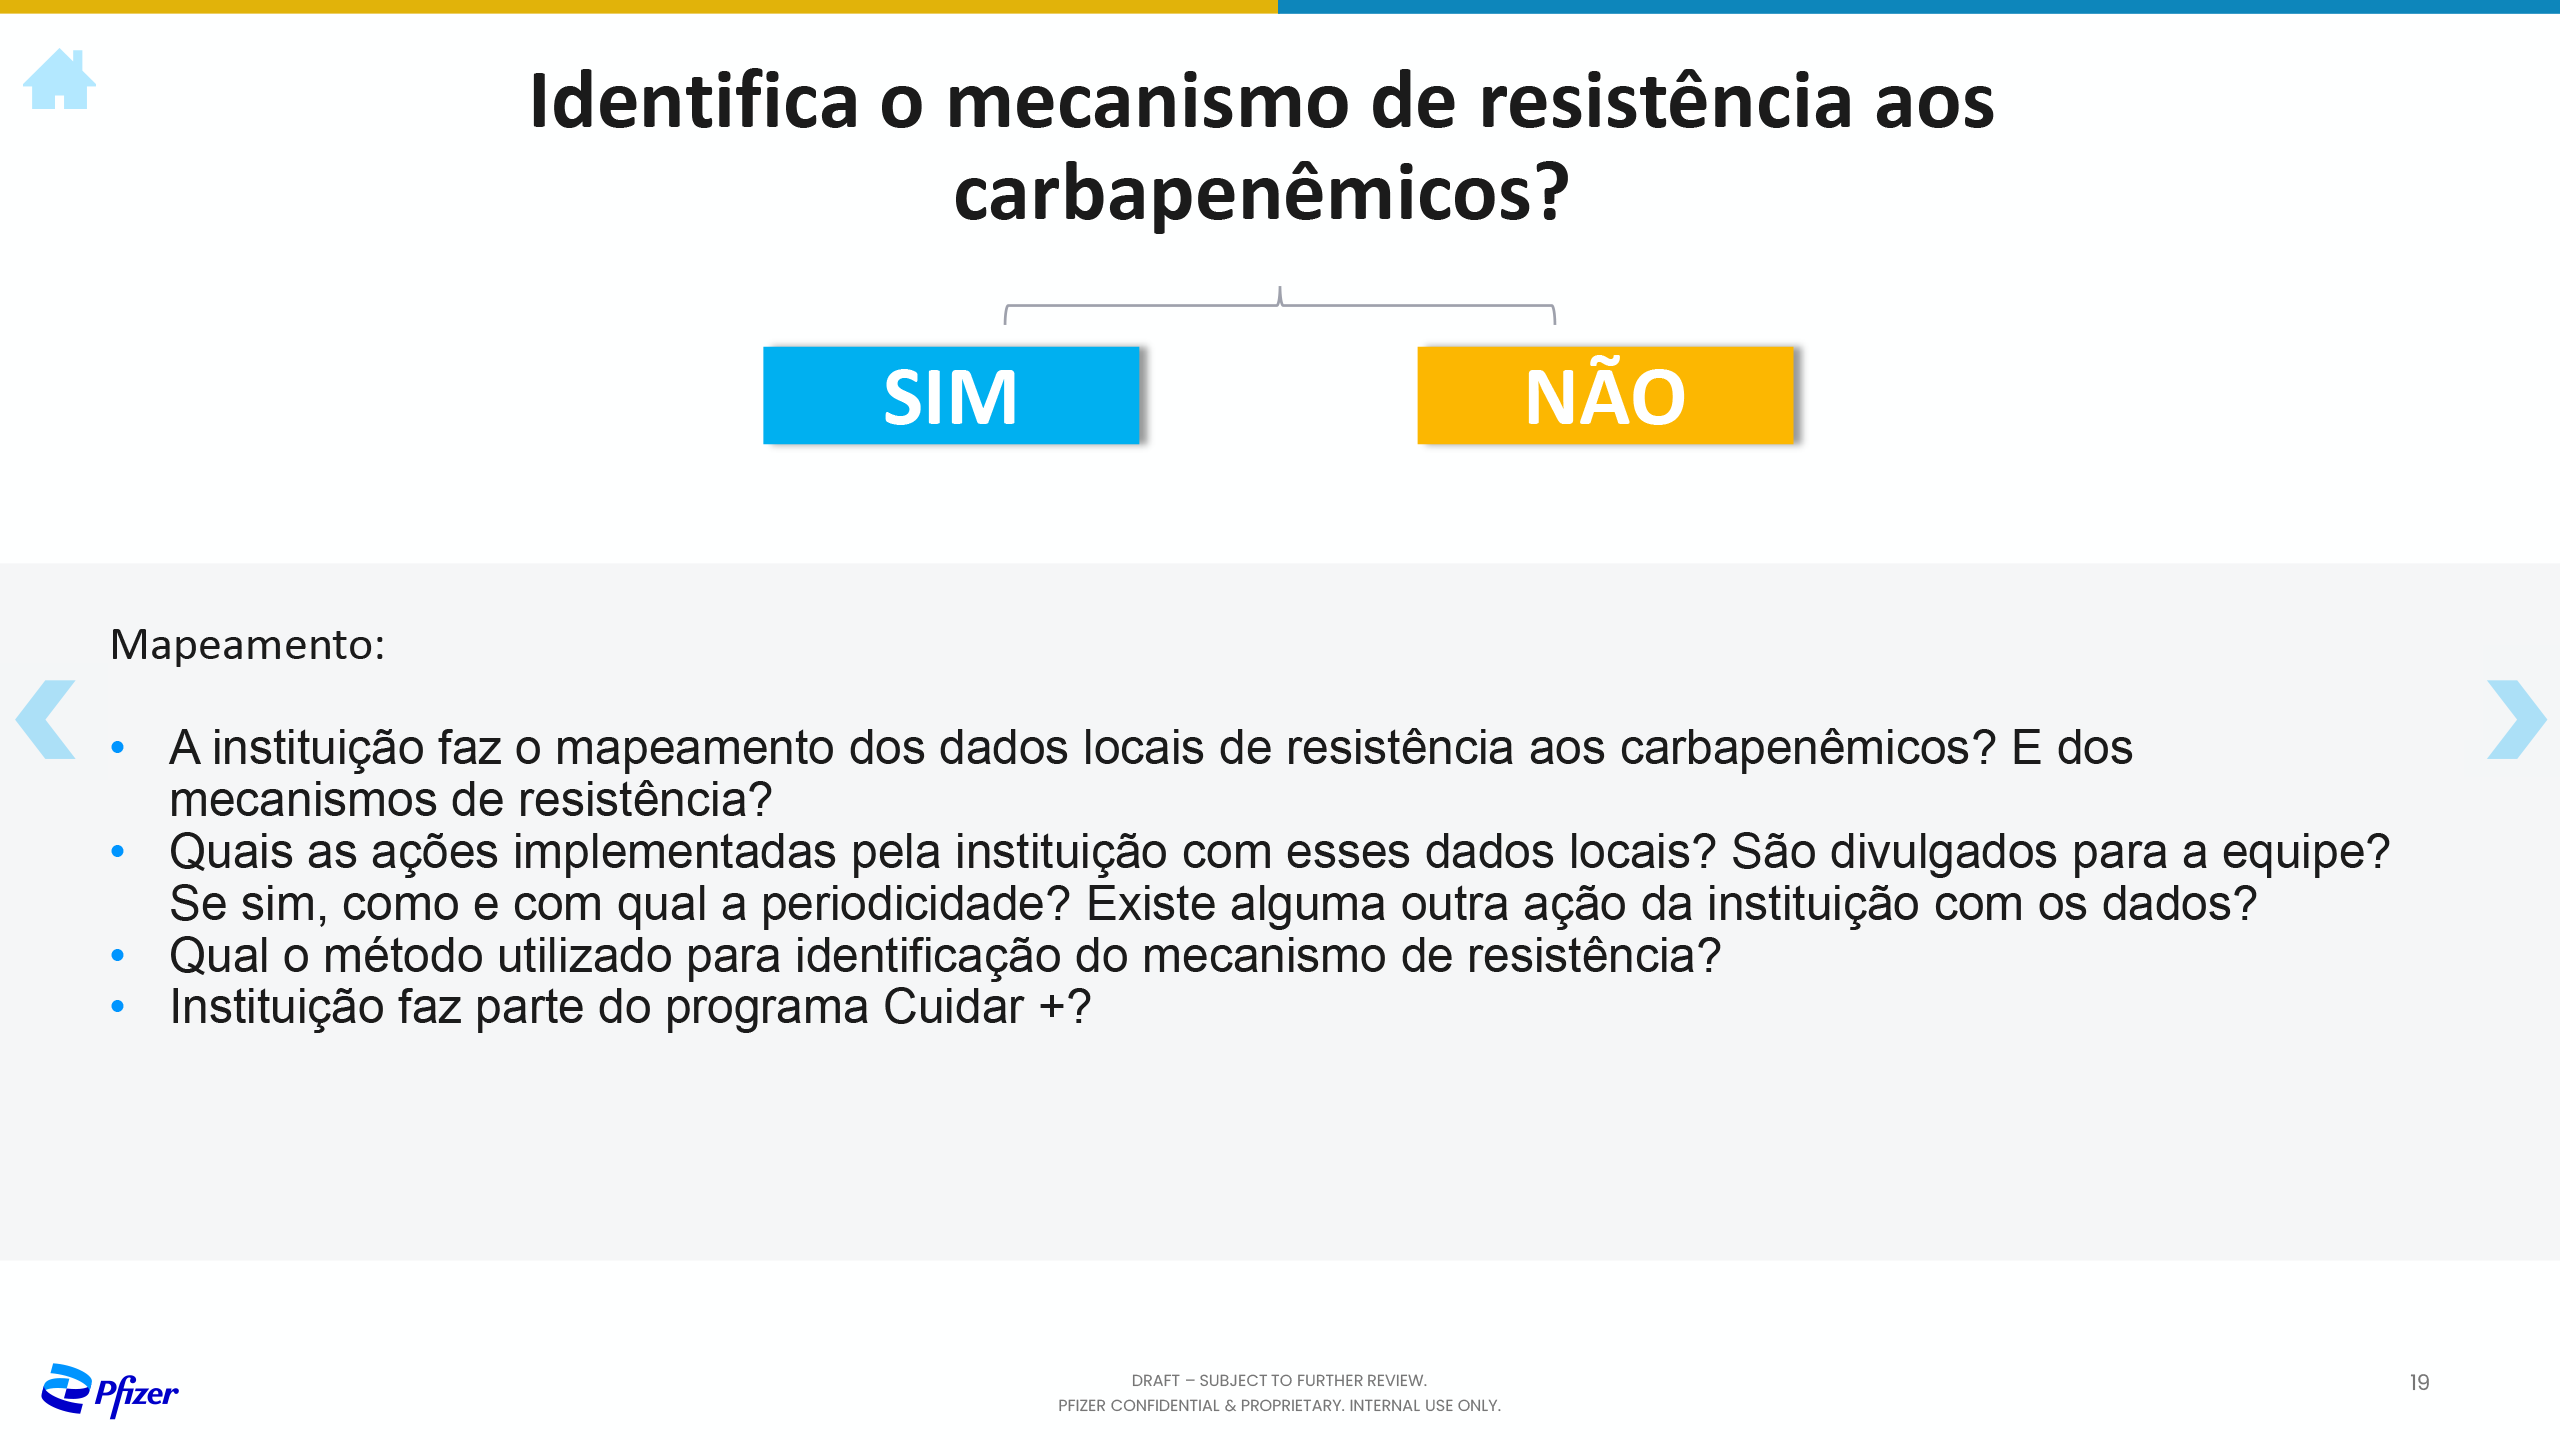 Identifica o mecanismo de resistência aos
carbapenêmicos?
SIM
NÃO
Mapeamento:
• A instituição faz o mapeamento dos dados locais de resistência aos carbapenêmicos? E dos
mecanismos de resistência?
• Quais as ações implementadas pela instituição com esses dados locais? São divulgados para a equipe?
Se sim, como e com qual a periodicidade? Existe alguma outra ação da instituição com os dados?
• Qual o método utilizado para identificação do mecanismo de resistência?
• Instituição faz parte do programa Cuidar +?
Pfizer
DRAFT – SUBJECT TO FURTHER REVIEW.
PFIZER CONFIDENTIAL & PROPRIETARY. INTERNAL USE ONLY.
19